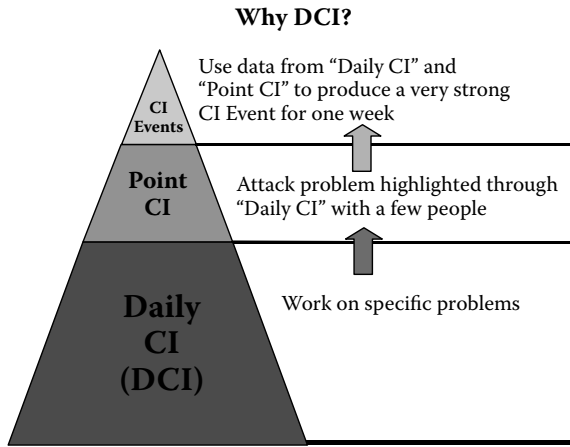 Why DCI?
CI
Events
Use data from “Daily CI” and
“Point CI” to produce a very strong
CI Event for one week
Point
CI
Attack problem highlighted through
“Daily CI” with a few people
Daily
CI
(DCI)
Work on specific problems